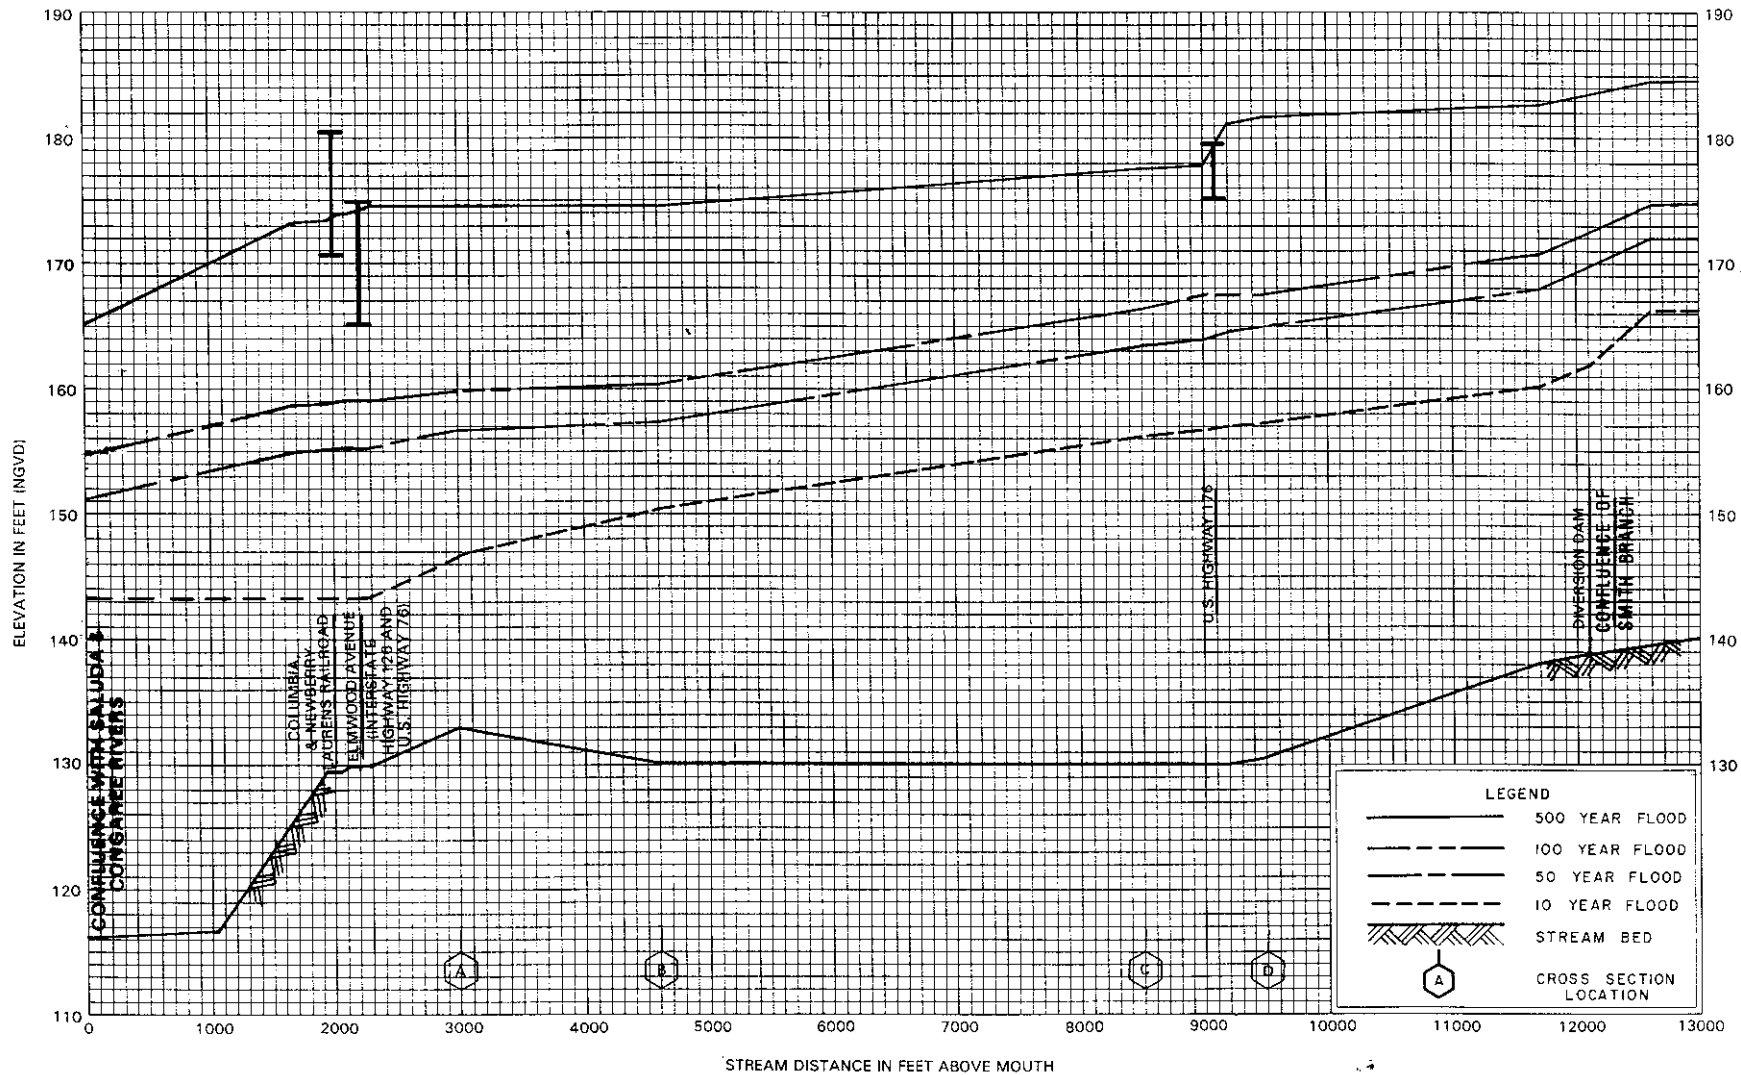 190
190
180
180
170
170
160
160
150
150
140
140
130
130
120
110
ELEVATION IN FEET (NGVD)
CONFLUENCE WITH SALUDA &
CONGAREE RIVERS
COLUMBIA,
& NEWBERRY
LAURENS RAILROAD
ELMWOOD AVENUE
(INTERSTATE
HIGHWAY 126 AND
U.S. HIGHWAY 76)
U.S. HIGHWAY 176
DIVERSION DAM
CONFLUENCE OF
SMITH BRANCH
A
B
C
D
LEGEND
500 YEAR FLOOD
100 YEAR FLOOD
50 YEAR FLOOD
10 YEAR FLOOD
STREAM BED
A
CROSS SECTION
LOCATION
0
1000
2000
3000
4000
5000
6000
7000
8000
9000
10000
11000
12000
13000
STREAM DISTANCE IN FEET ABOVE MOUTH